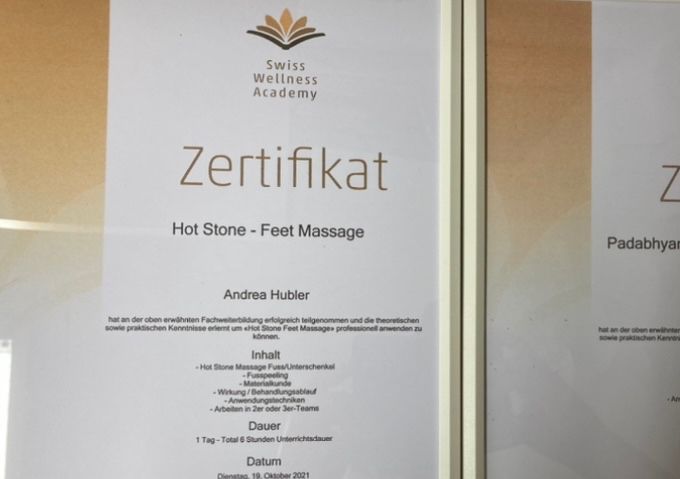 Swiss
Wellness
Academy
Zertifikat
Hot Stone - Feet Massage
Andrea Hubler
hat an der oben erwähnten Fachweiterbildung erfolgreich teilgenommen und die theoretischen
sowie praktischen Kenntnisse erlernt um «Hot Stone Feet Massage» professionell anwenden zu
können.
Inhalt
- Hot Stone Massage Fuss/Unterschenkel
- Fusspeeling
- Materialkunde
- Wirkung / Behandlungsablauf
- Anwendungstechniken
- Arbeiten in 2er oder 3er-Teams
Dauer
1 Tag - Total 6 Stunden Unterrichtsdauer
Datum
Dienstag, 19. Oktober 2021
Z
Padabhyan
hat an der oben erwähnten
sowie praktischen Kenntnis
- An